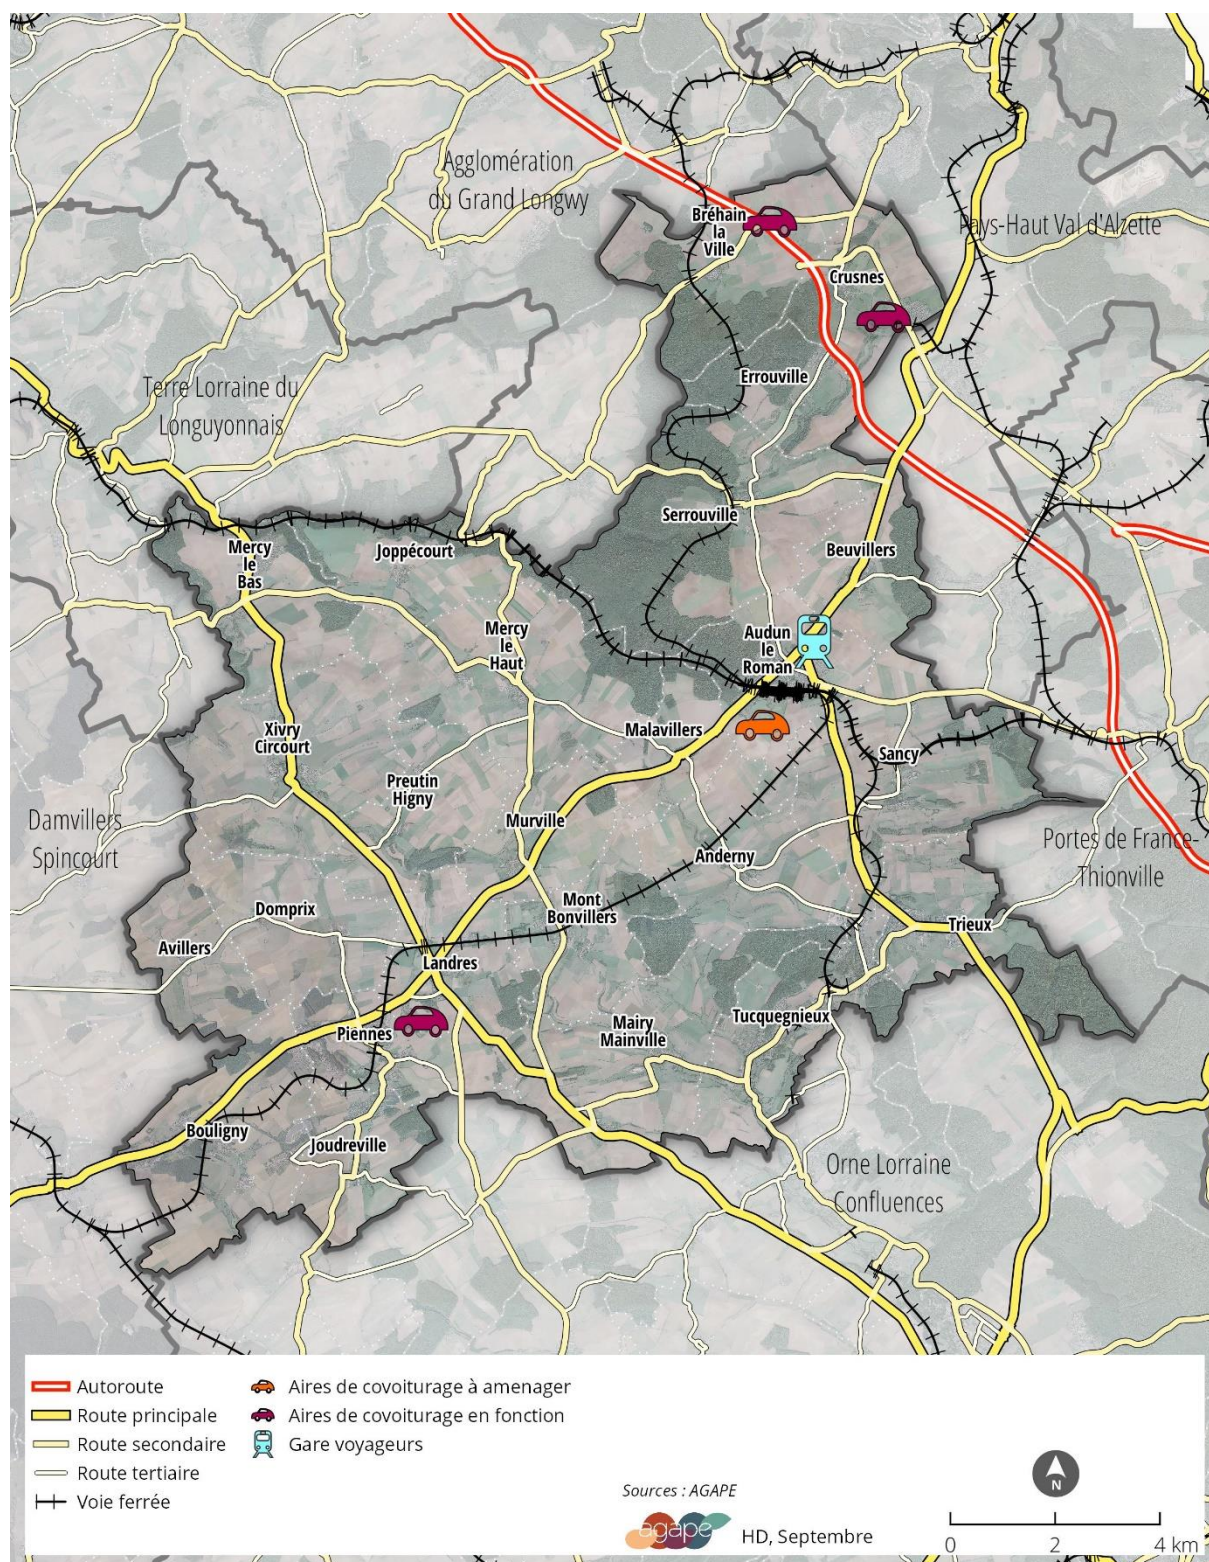 Agglomération
du Grand Longwy
Bréhain
la
Ville
Pays-Haut Val d'Alzette
Crusnes
Terre Lorraine du
Longuyonnais
Errouville
Serrouville
Mercy
le
Bas
Joppécourt
Beuvillers
Mercy
le
Haut
Audun
le
Roman
Xivry
Circourt
Malavillers
Sancy
Preutin
Higny
Murville
Damvillers
Spincourt
Portes de France-
Thionville
Anderny
Mont
Bonvillers
Domprix
Avillers
Trieux
Landres
Piennes
Mairy
Mainville
Tucquegnieux
Bouligny
Joudreville
Orne Lorraine
Confluences
Autoroute
Route principale
Route secondaire
Route tertiaire
Voie ferrée
Aires de covoiturage à amenager
Aires de covoiturage en fonction
Gare voyageurs
Sources : AGAPE
agape
HD, Septembre
N
0 2 4 km